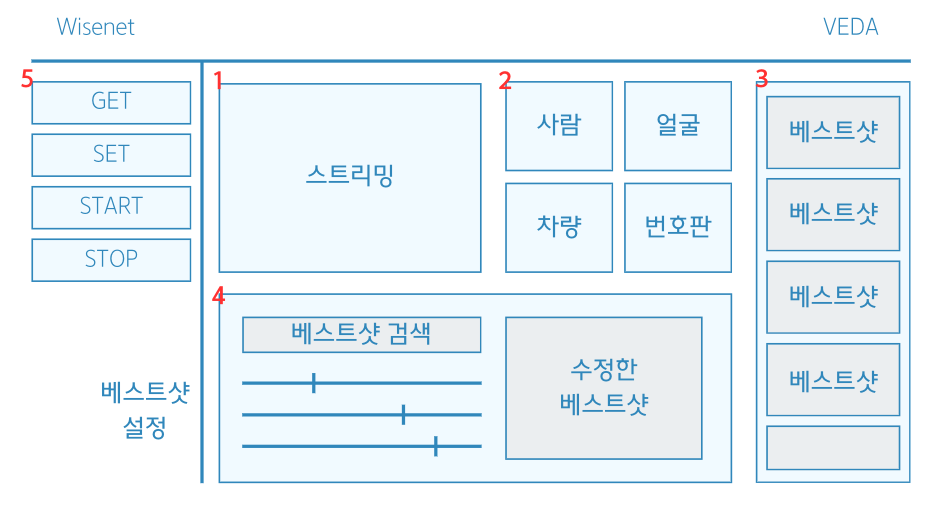 Wisenet
VEDA
5
GET
SET
START
STOP
베스트샷
설정
1
스트리밍
2
사람
얼굴
차량
번호판
3
베스트샷
베스트샷
베스트샷
베스트샷
4
베스트샷 검색
수정한
베스트샷